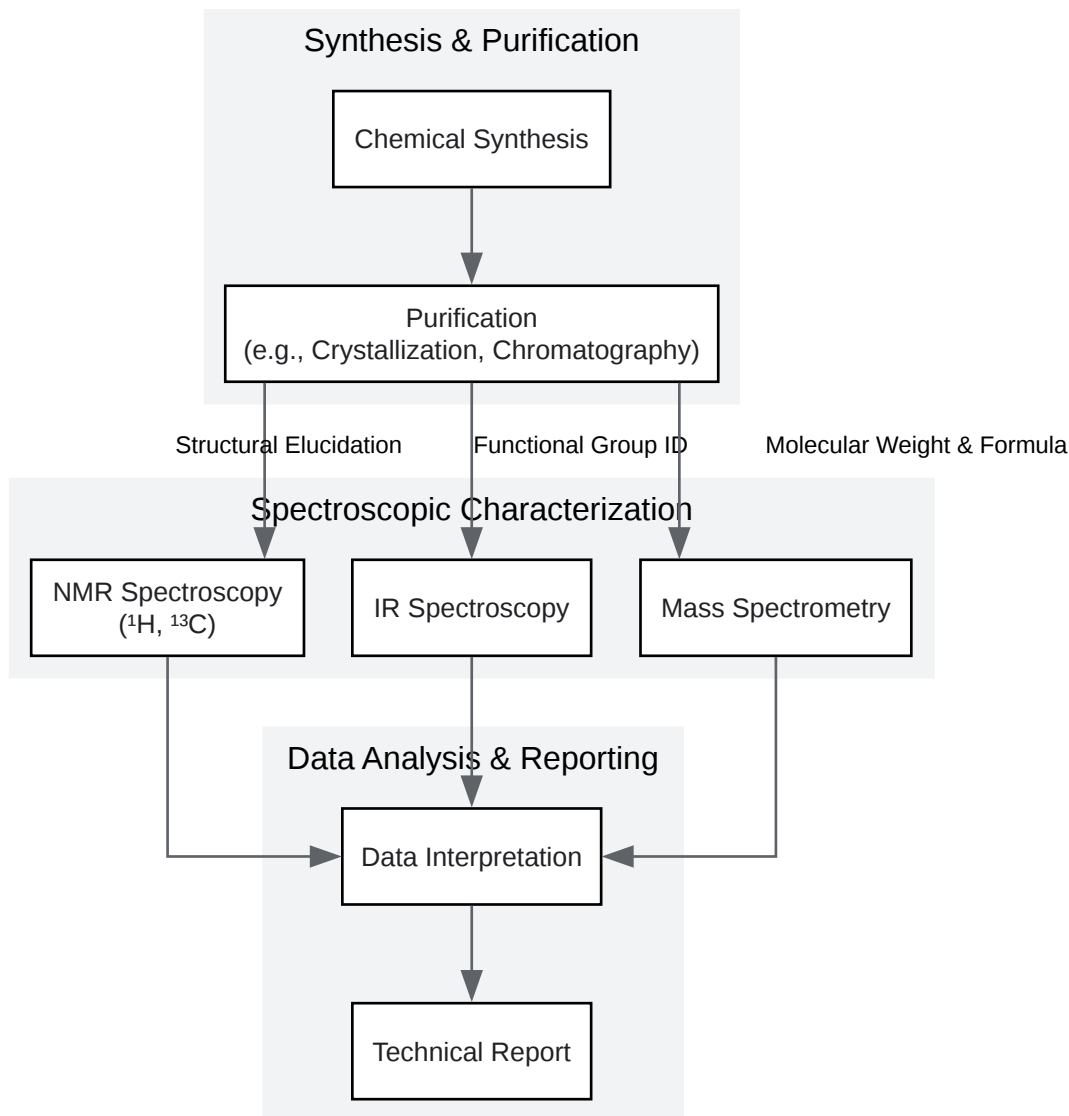 Synthesis & Purification
Chemical Synthesis
Purification
(e.g., Crystallization, Chromatography)
Structural Elucidation
Functional Group ID
Molecular Weight & Formula
Spectroscopic Characterization
NMR Spectroscopy
(¹H, ¹³C)
IR Spectroscopy
Mass Spectrometry
Data Analysis & Reporting
Data Interpretation
Technical Report